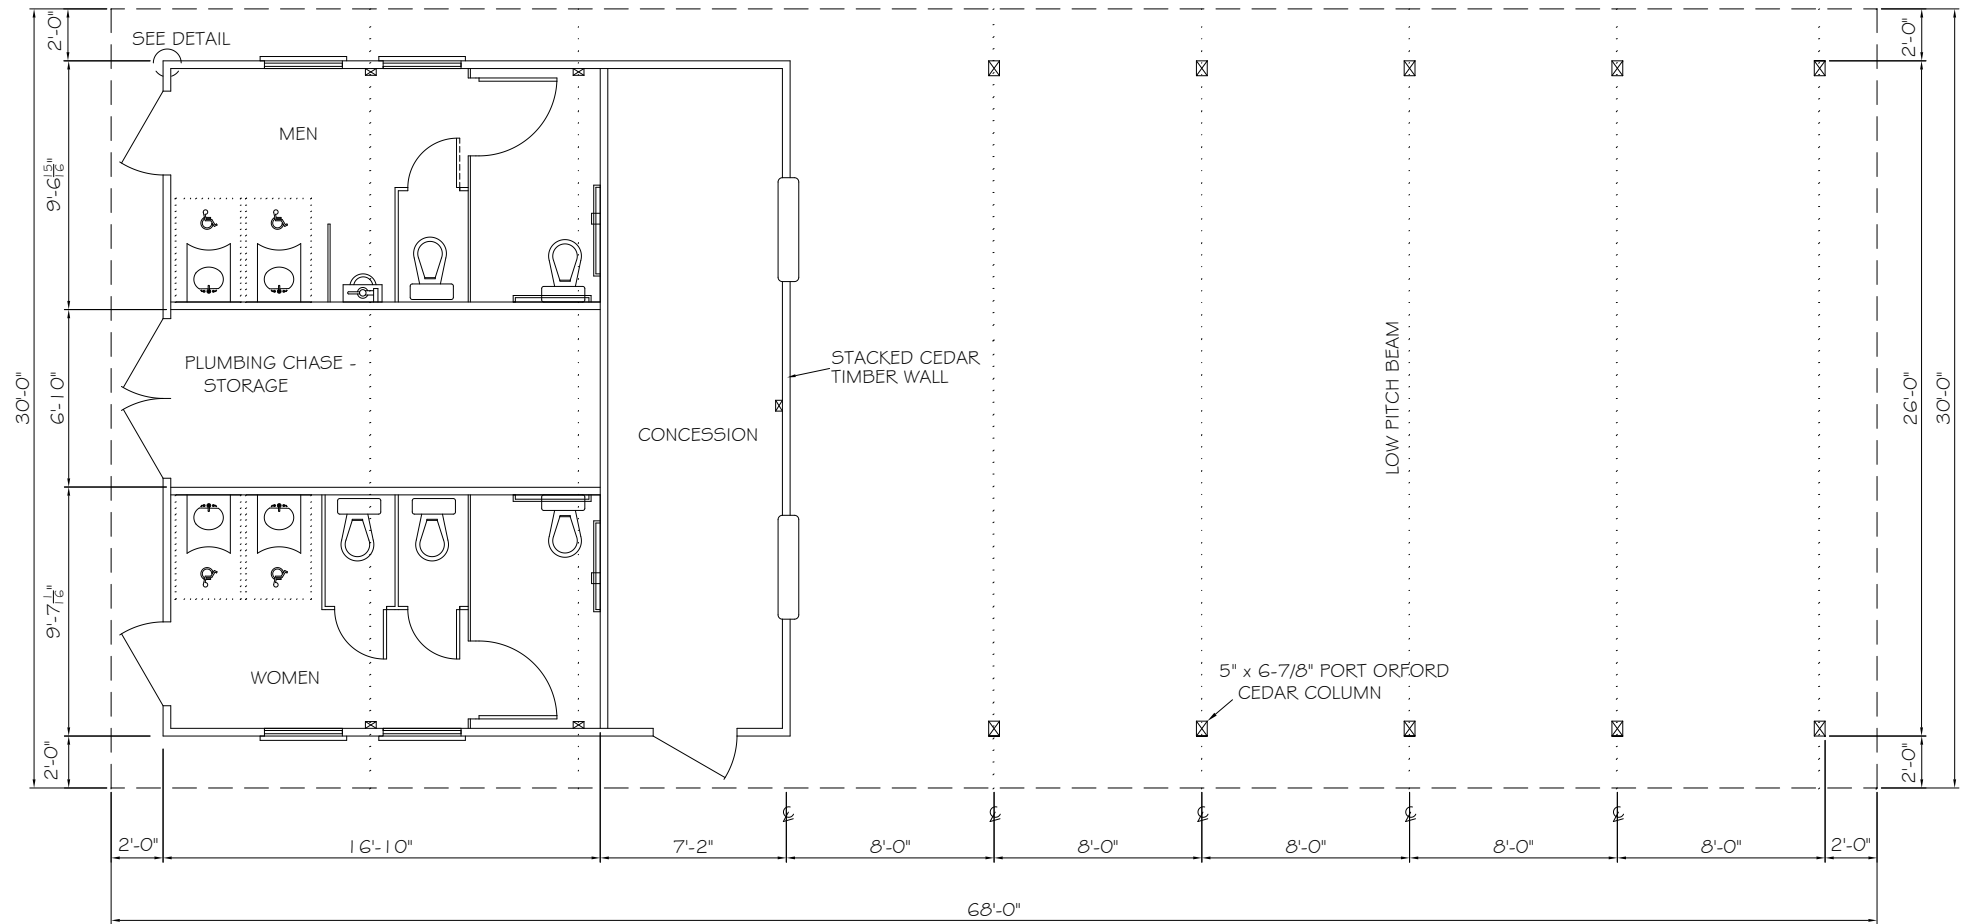 2'-0"
SEE DETAIL
2'-0"
MEN
9'-6 15/16"
PLUMBING CHASE -
STORAGE
STACKED CEDAR
TIMBER WALL
LOW PITCH BEAM
30'-0"
6'-10"
26'-0"
30'-0"
CONCESSION
9'-7 1/16"
WOMEN
5" x 6-7/8" PORT ORFORD
CEDAR COLUMN
2'-0"
2'-0"
2'-0"
16'-10"
7'-2"
8'-0"
8'-0"
8'-0"
8'-0"
8'-0"
2'-0"
68'-0"